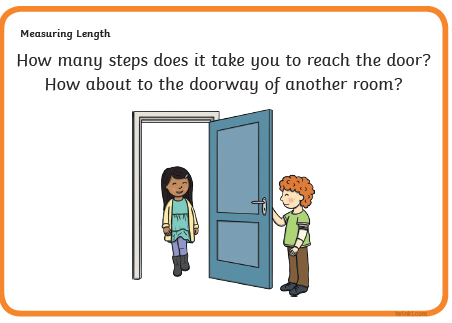 Measuring Length
How many steps does it take you to reach the door?
How about to the doorway of another room?